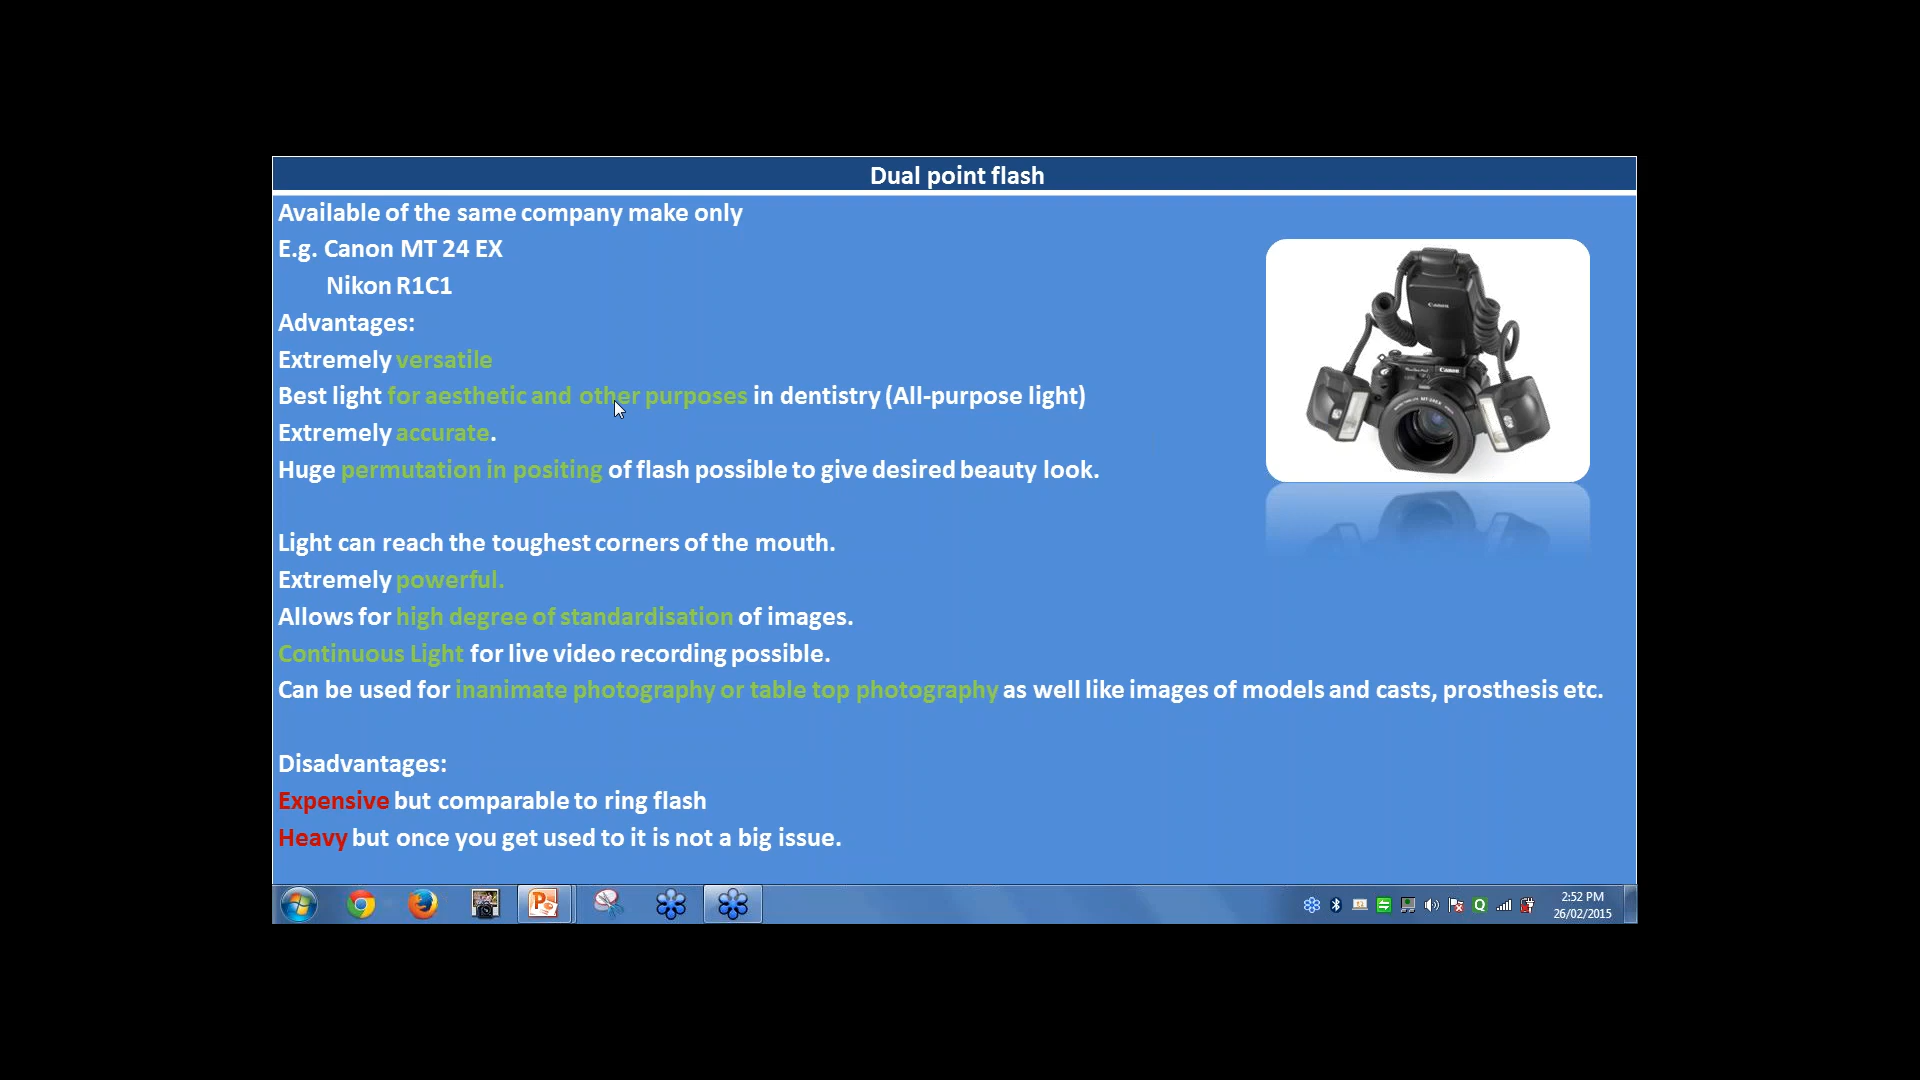 Dual point flash
Available of the same company make only
E.g. Canon MT 24 EX
Nikon R1C1
Advantages:
Extremely versatile
Best light for aesthetic and other purposes in dentistry (All-purpose light)
Extremely accurate.
Huge permutation in positing of flash possible to give desired beauty look.
Light can reach the toughest corners of the mouth.
Extremely powerful.
Allows for high degree of standardisation of images.
Continuous Light for live video recording possible.
Can be used for inanimate photography or table top photography as well like images of models and casts, prosthesis etc.
Disadvantages:
Expensive but comparable to ring flash
Heavy but once you get used to it is not a big issue.
Canon
Canon
2:52 PM
26/02/2015